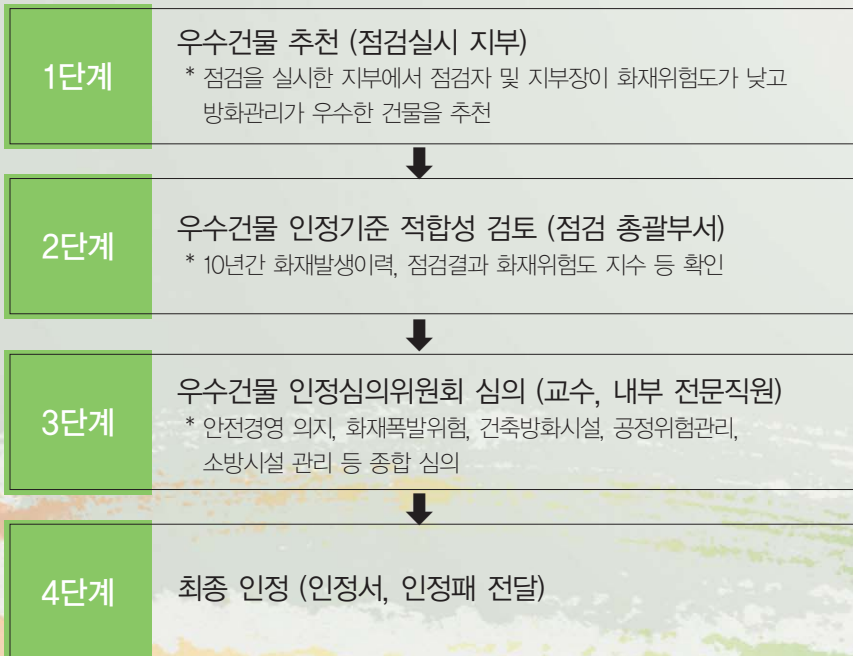 1단계
우수건물 추천 (점검실시 지부)
* 점검을 실시한 지부에서 점검자 및 지부장이 화재위험도가 낮고
방화관리가 우수한 건물을 추천
2단계
우수건물 인정기준 적합성 검토 (점검 총괄부서)
* 10년간 화재발생이력, 점검결과 화재위험도 지수 등 확인
3단계
우수건물 인정심의위원회 심의 (교수, 내부 전문직원)
* 안전경영 의지, 화재폭발위험, 건축방화시설, 공정위험관리,
소방시설 관리 등 종합 심의
4단계
최종 인정 (인정서, 인정패 전달)